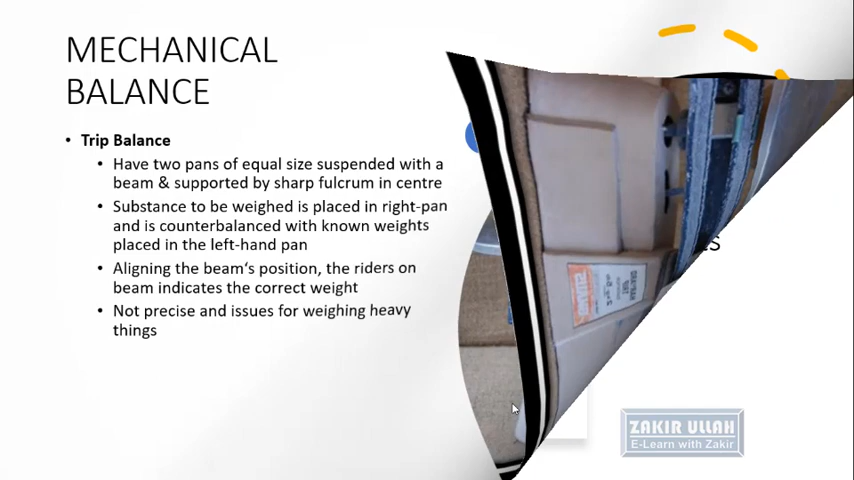 MECHANICAL
BALANCE
• Trip Balance
• Have two pans of equal size suspended with a
beam & supported by sharp fulcrum in centre
• Substance to be weighed is placed in right-pan
and is counterbalanced with known weights
placed in the left-hand pan
• Aligning the beam‘s position, the riders on
beam indicates the correct weight
• Not precise and issues for weighing heavy
things
ZAKIR ULLAH
E-Learn with Zakir